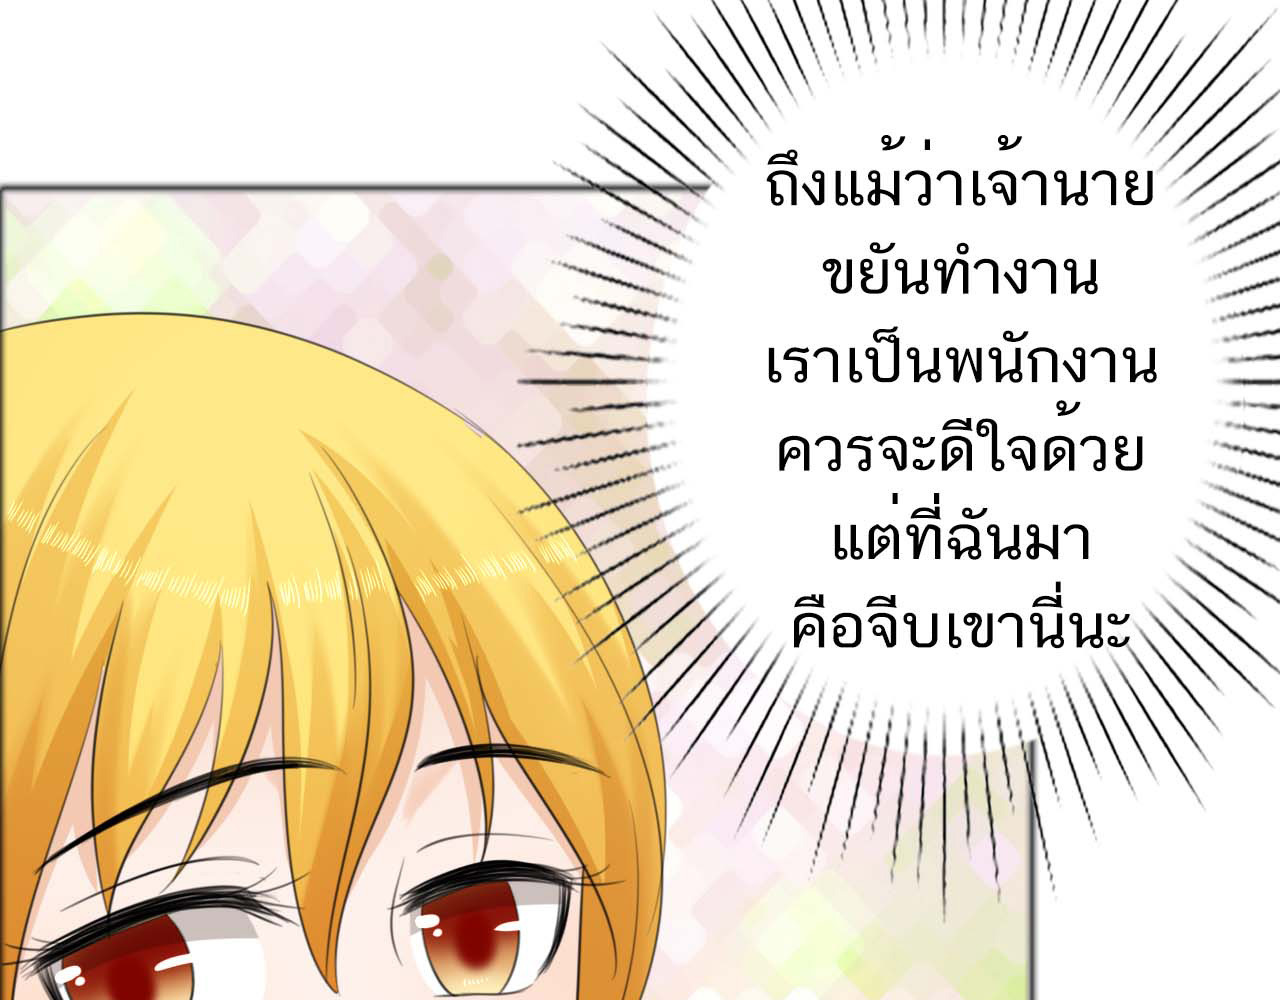 ถึงแม้ว่าเจ้านาย
ขยันทำงาน
เราเป็นพนักงาน
ควรจะดีใจด้วย
แต่ที่ฉันมา
คือจีบเขานี่นะ